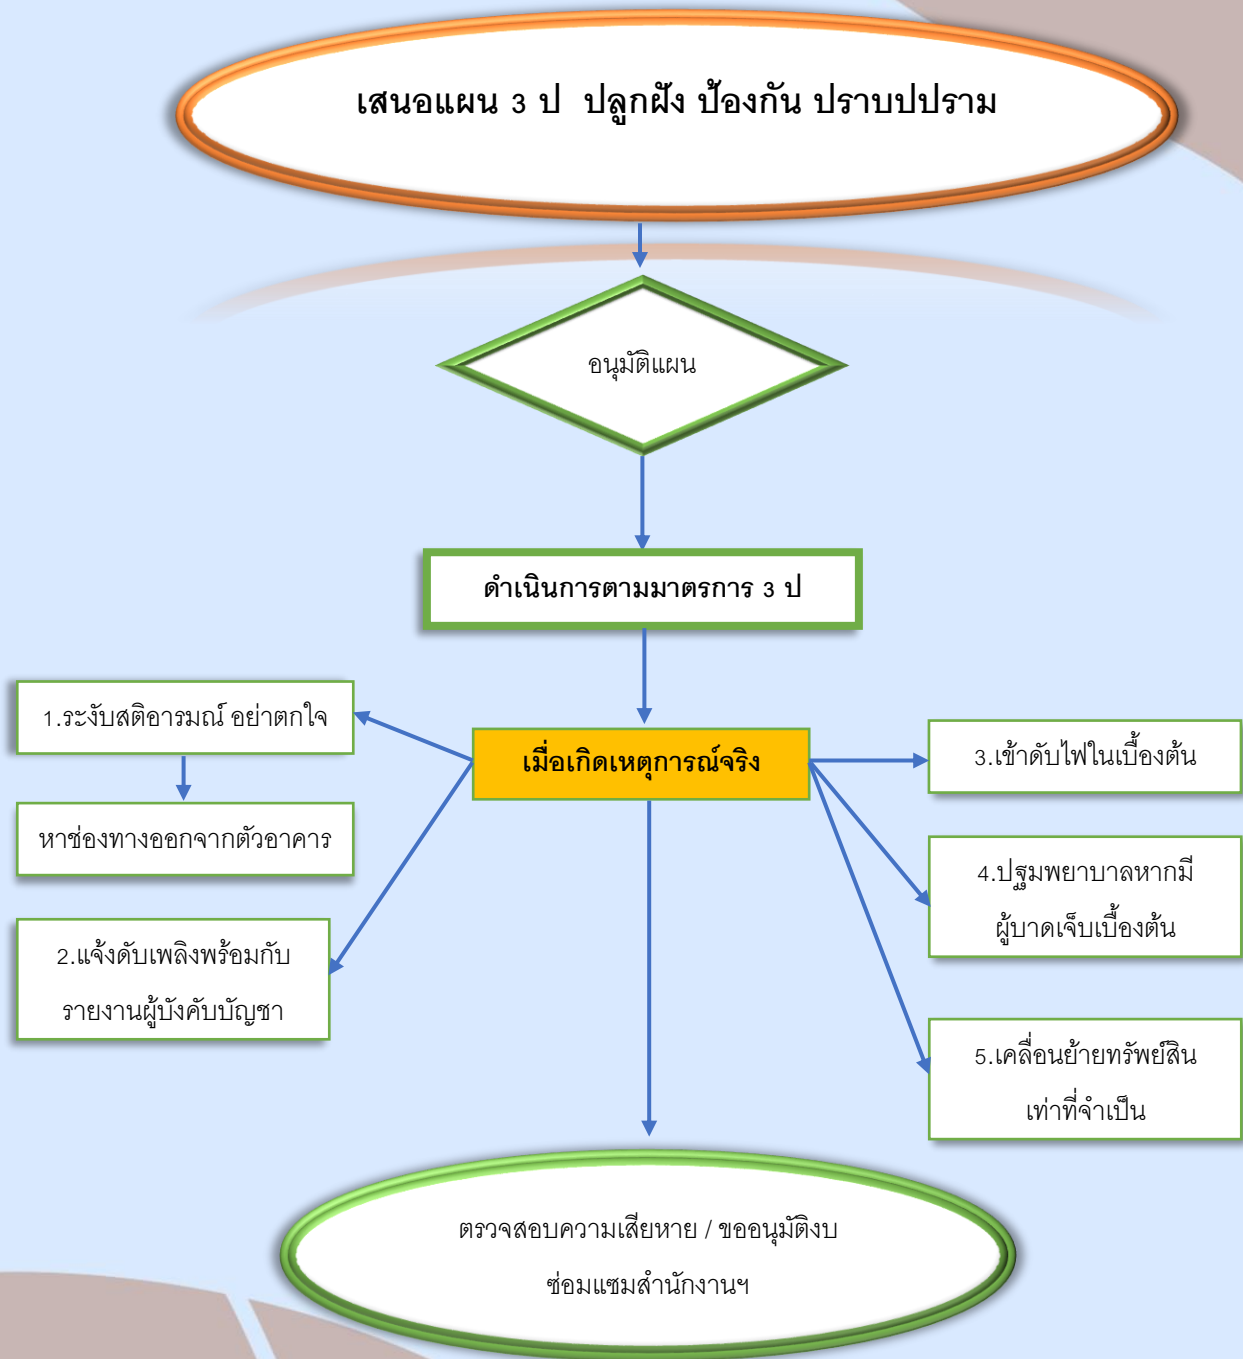 เสนอแผน 3 ป ปลูกฝัง ป้องกัน ปราบปปราม
อนุมัติแผน
ดำเนินการตามมาตรการ 3 ป
เมื่อเกิดเหตุการณ์จริง
1.ระงับสติอารมณ์ อย่าตกใจ
หาช่องทางออกจากตัวอาคาร
2.แจ้งดับเพลิงพร้อมกับ
รายงานผู้บังคับบัญชา
3.เข้าดับไฟในเบื้องต้น
4.ปฐมพยาบาลหากมี
ผู้บาดเจ็บเบื้องต้น
5.เคลื่อนย้ายทรัพย์สิน
เท่าที่จำเป็น
ตรวจสอบความเสียหาย / ขออนุมัติงบ
ซ่อมแซมสำนักงานฯ